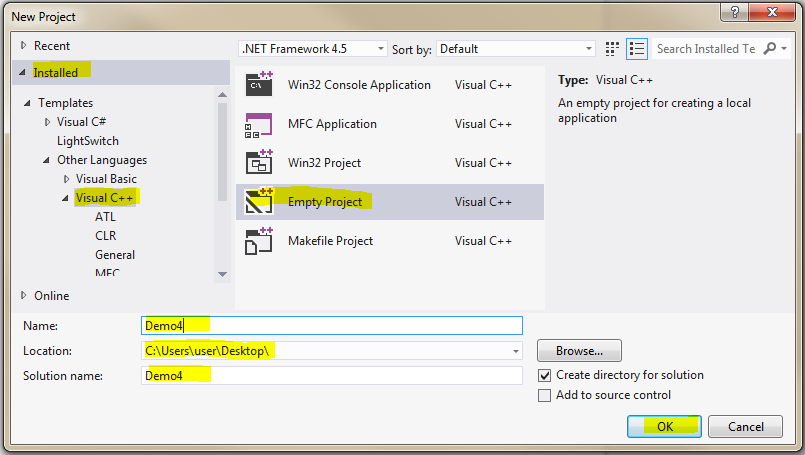 New Project
?
Recent
Installed
Templates
Visual C#
LightSwitch
Other Languages
Visual Basic
Visual C++
ATL
CLR
General
MFC
Online
.NET Framework 4.5
Sort by: Default
Search Installed Te
Win32 Console Application Visual C++
MFC Application Visual C++
Win32 Project Visual C++
Empty Project Visual C++
Makefile Project Visual C++
Type: Visual C++
An empty project for creating a local
application
Name: Demo4
Location: C:\Users\user\Desktop\
Browse...
Solution name: Demo4
Create directory for solution
Add to source control
OK Cancel